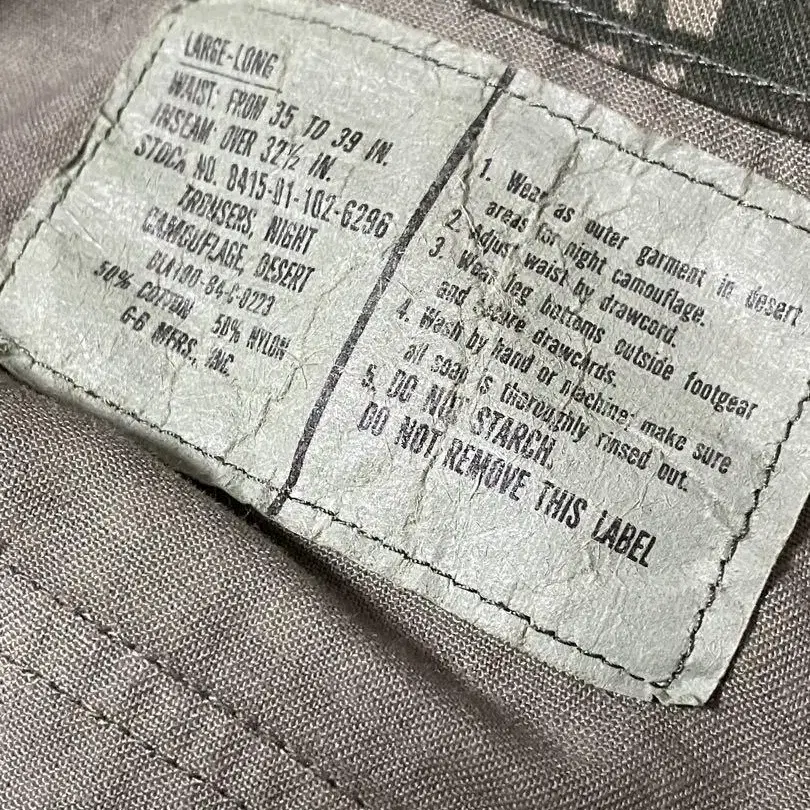 LARGE-LONG
WAIST: FROM 35 TO 39 IN.
INSEAM: OVER 32½ IN.
STOCK NO. 8415-01-102-6296
TROUSERS, NIGHT
CAMOUFLAGE, DESERT
DLA100-84-C-0223
50% COTTON 50% NYLON
G-B MFRS., INC.
1. Wear as outer garment in desert
areas for night camouflage.
2. Adjust waist by drawcord.
3. Wear leg bottoms outside footgear
and secure drawcords.
4. Wash by hand or machine; make sure
all soap is thoroughly rinsed out.
5. DO NOT STARCH.
DO NOT REMOVE THIS LABEL